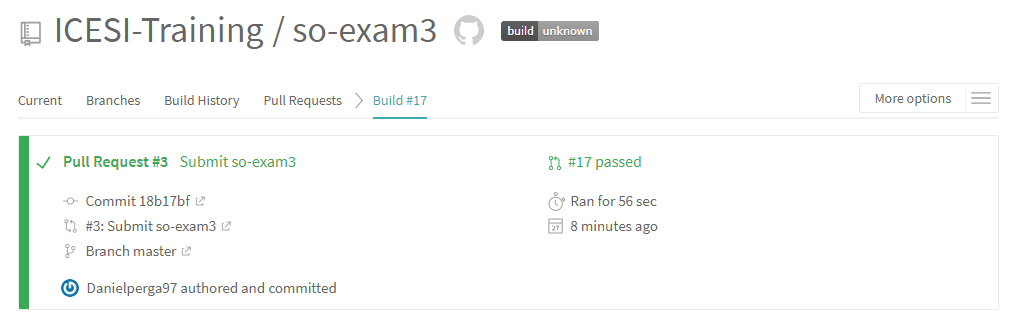 ICESI-Training / so-exam3 build unknown
Current Branches Build History Pull Requests Build #17 More options
Pull Request #3 Submit so-exam3 #17 passed
Commit 18b17bf Ran for 56 sec
#3: Submit so-exam3 27 8 minutes ago
Branch master
Danielperga97 authored and committed